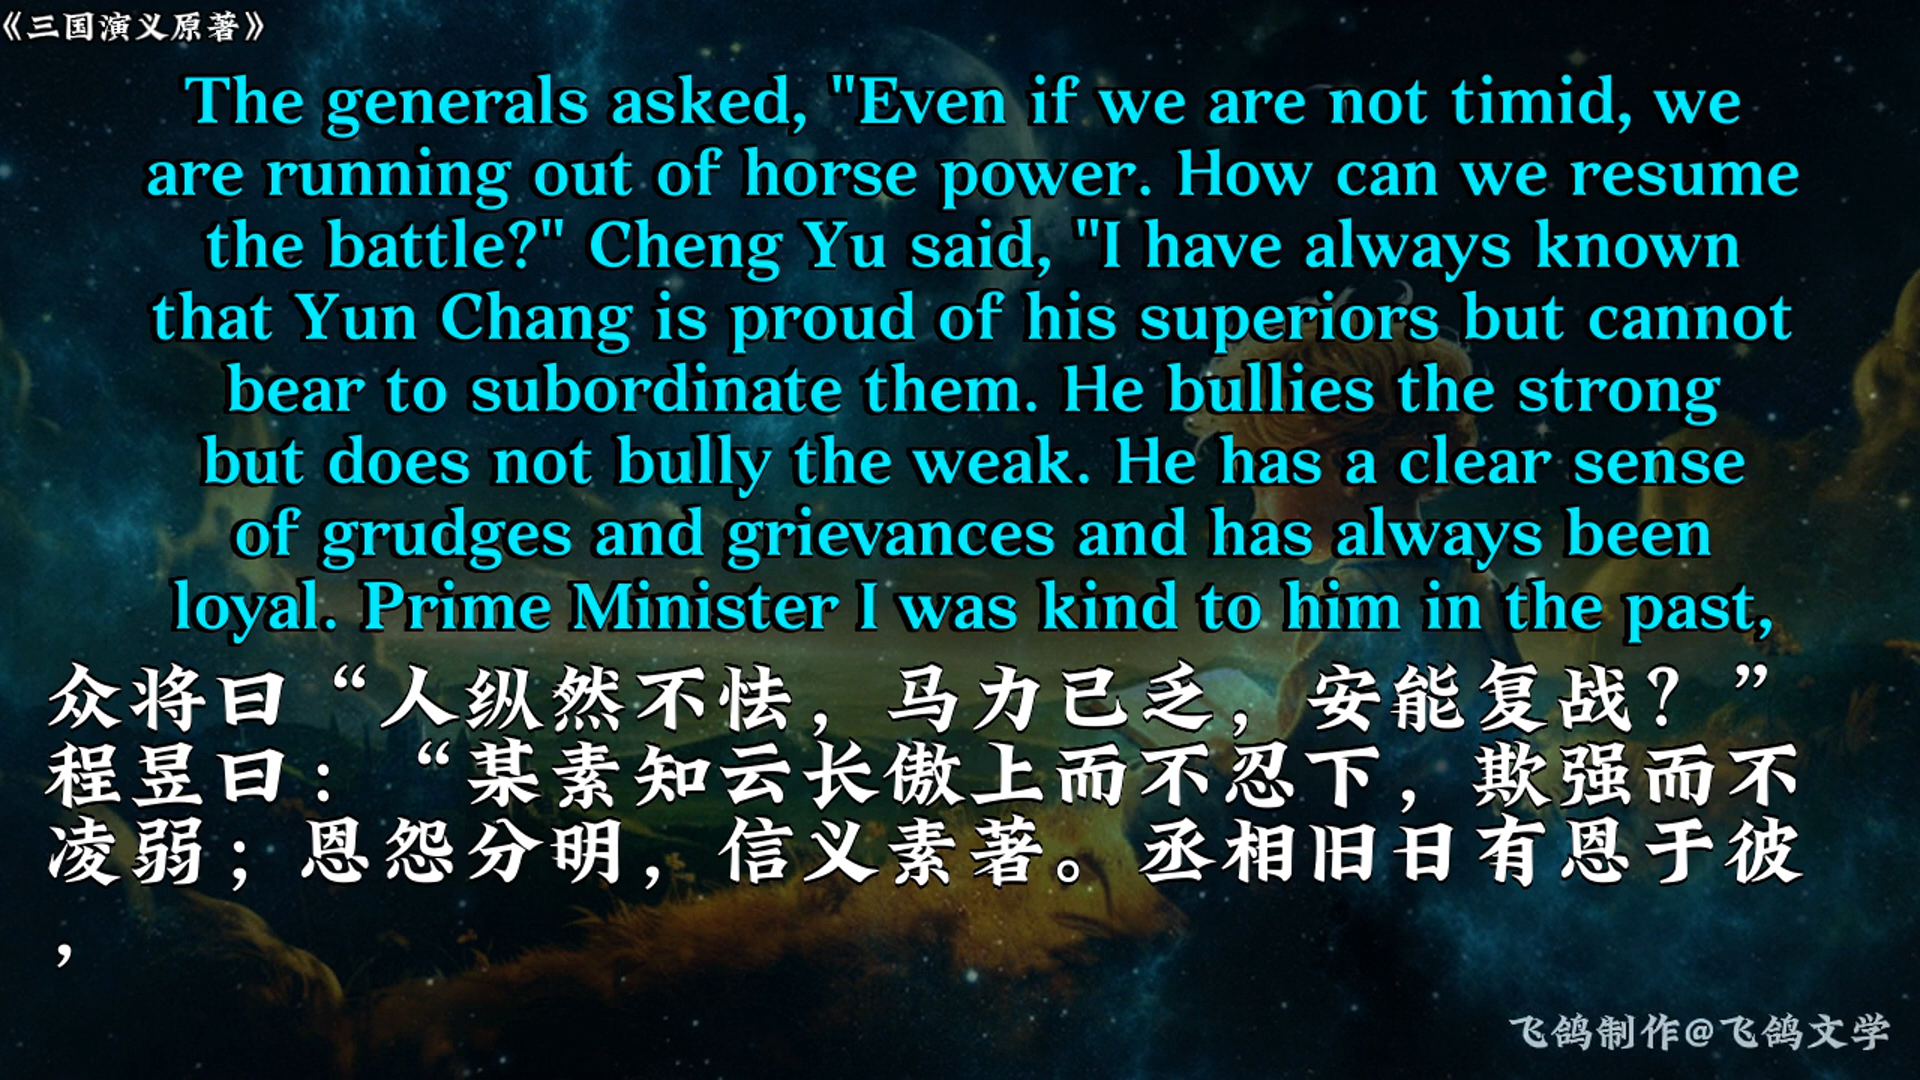 《三国演义原著》
The generals asked, "Even if we are not timid, we
are running out of horse power. How can we resume
the battle?" Cheng Yu said, "I have always known
that Yun Chang is proud of his superiors but cannot
bear to subordinate them. He bullies the strong
but does not bully the weak. He has a clear sense
of grudges and grievances and has always been
loyal. Prime Minister I was kind to him in the past,
众将曰“人纵然不怯，马力已乏，安能复战？”
程昱曰：“某素知云长傲上而不忍下，欺强而不
凌弱；恩怨分明，信义素著。丞相旧日有恩于彼
，
飞鸽制作@飞鸽文学